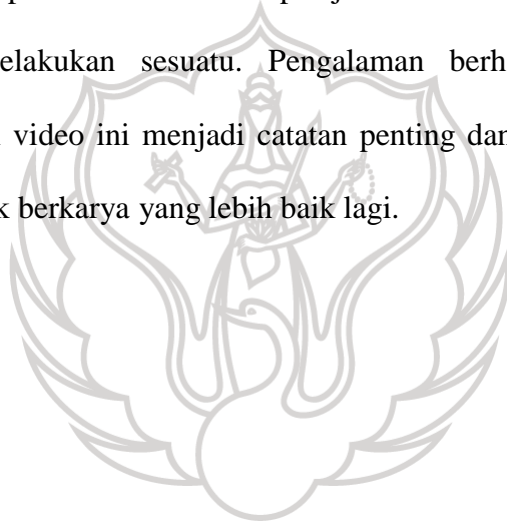 elakukan sesuatu. Pengalaman berh
video ini menjadi catatan penting dan
k berkarya yang lebih baik lagi.